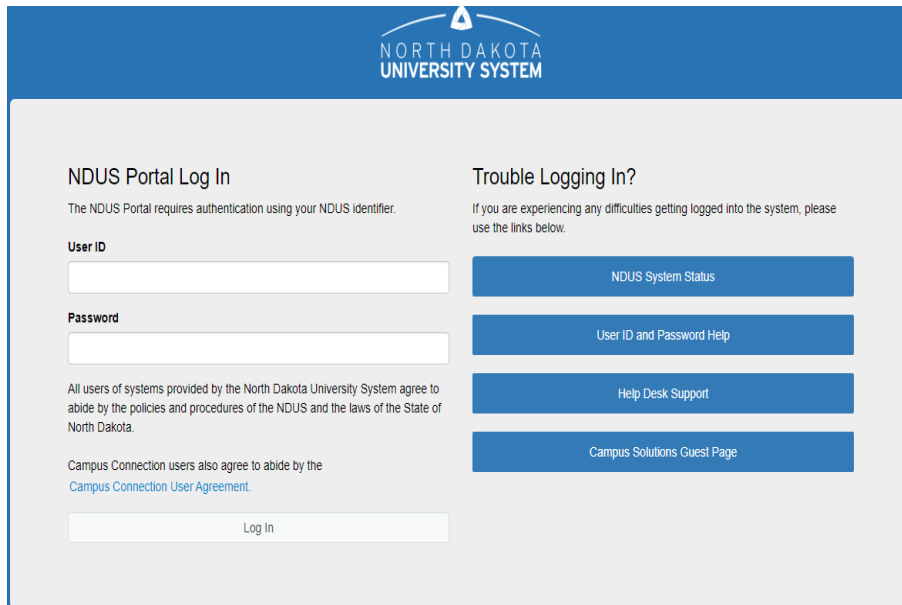 NORTH DAKOTA
UNIVERSITY SYSTEM
NDUS Portal Log In
The NDUS Portal requires authentication using your NDUS identifier.
User ID
Password
All users of systems provided by the North Dakota University System agree to
abide by the policies and procedures of the NDUS and the laws of the State of
North Dakota.
Campus Connection users also agree to abide by the
Campus Connection User Agreement.
Log In
Trouble Logging In?
If you are experiencing any difficulties getting logged into the system, please
use the links below.
NDUS System Status
User ID and Password Help
Help Desk Support
Campus Solutions Guest Page